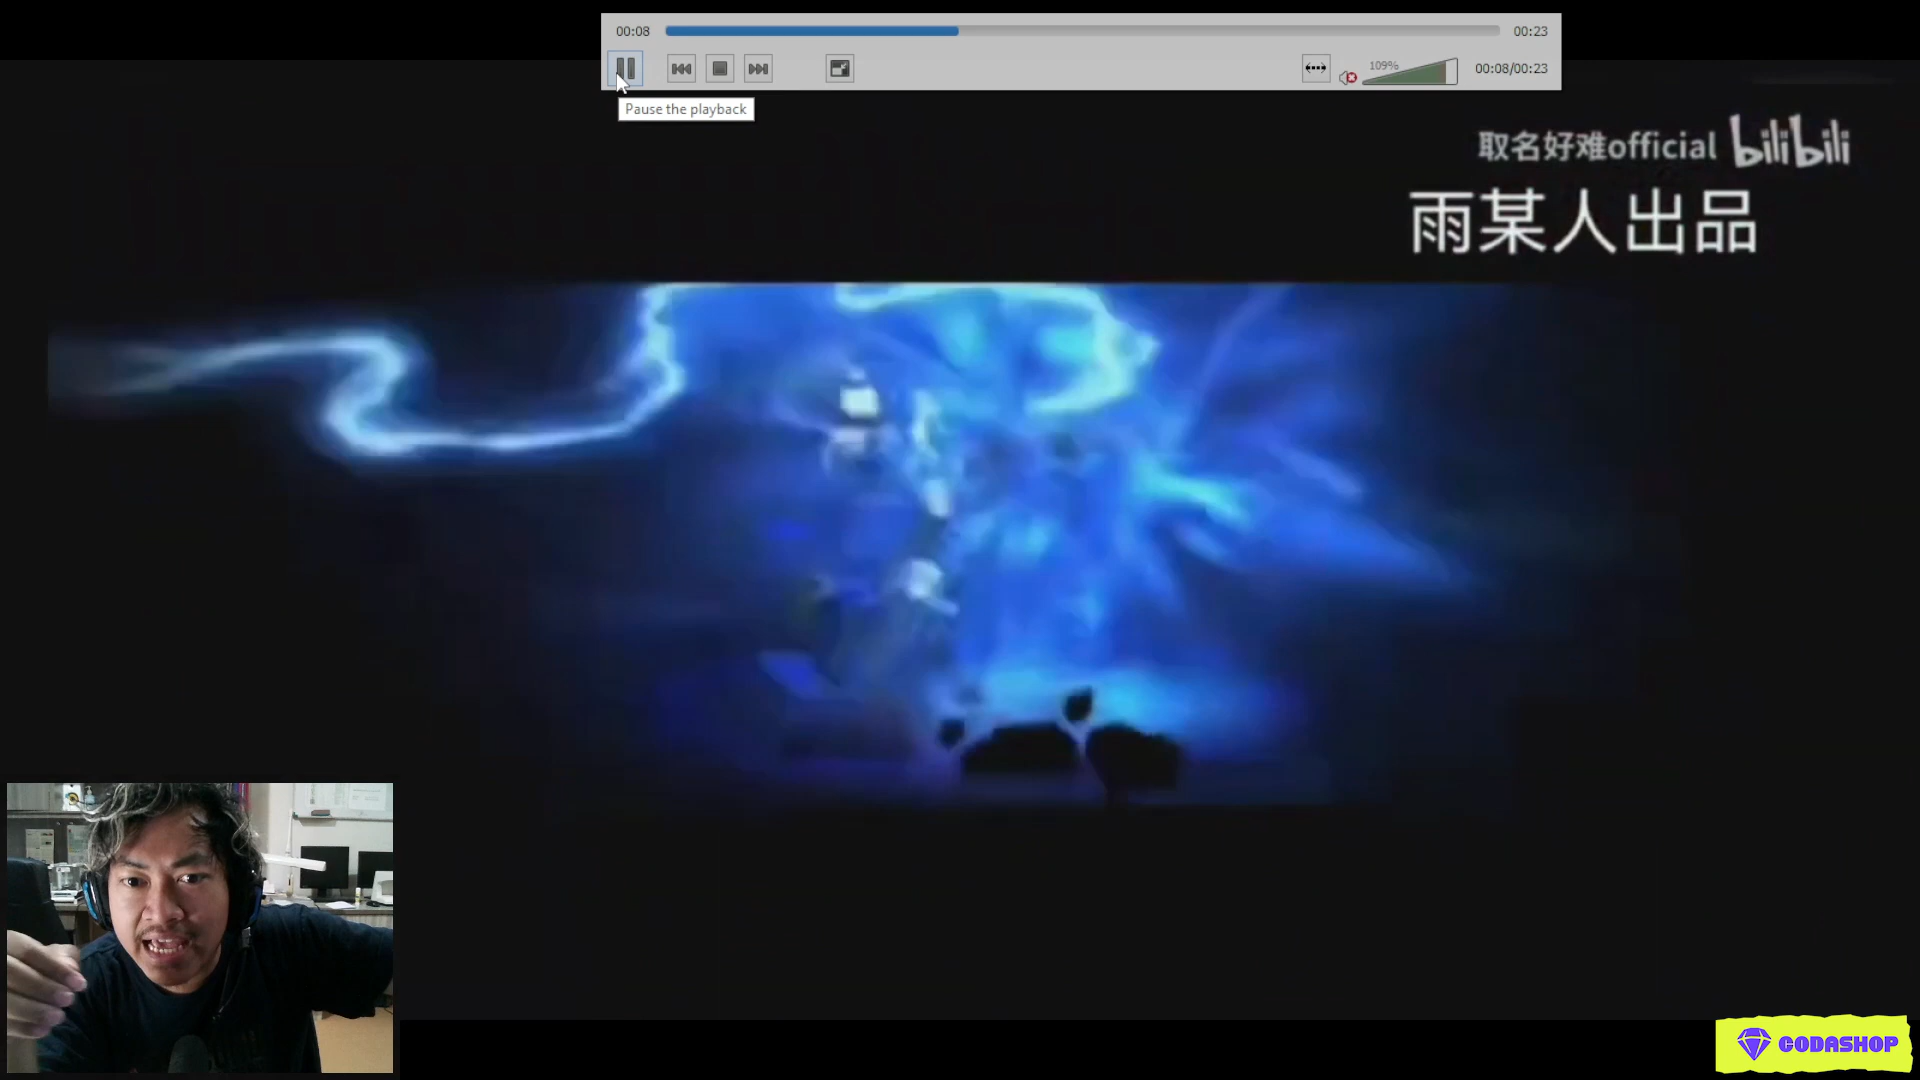 00:08
00:23
109%
00:08/00:23
Pause the playback
取名好难official bilibili
雨某人出品
CODASHOP